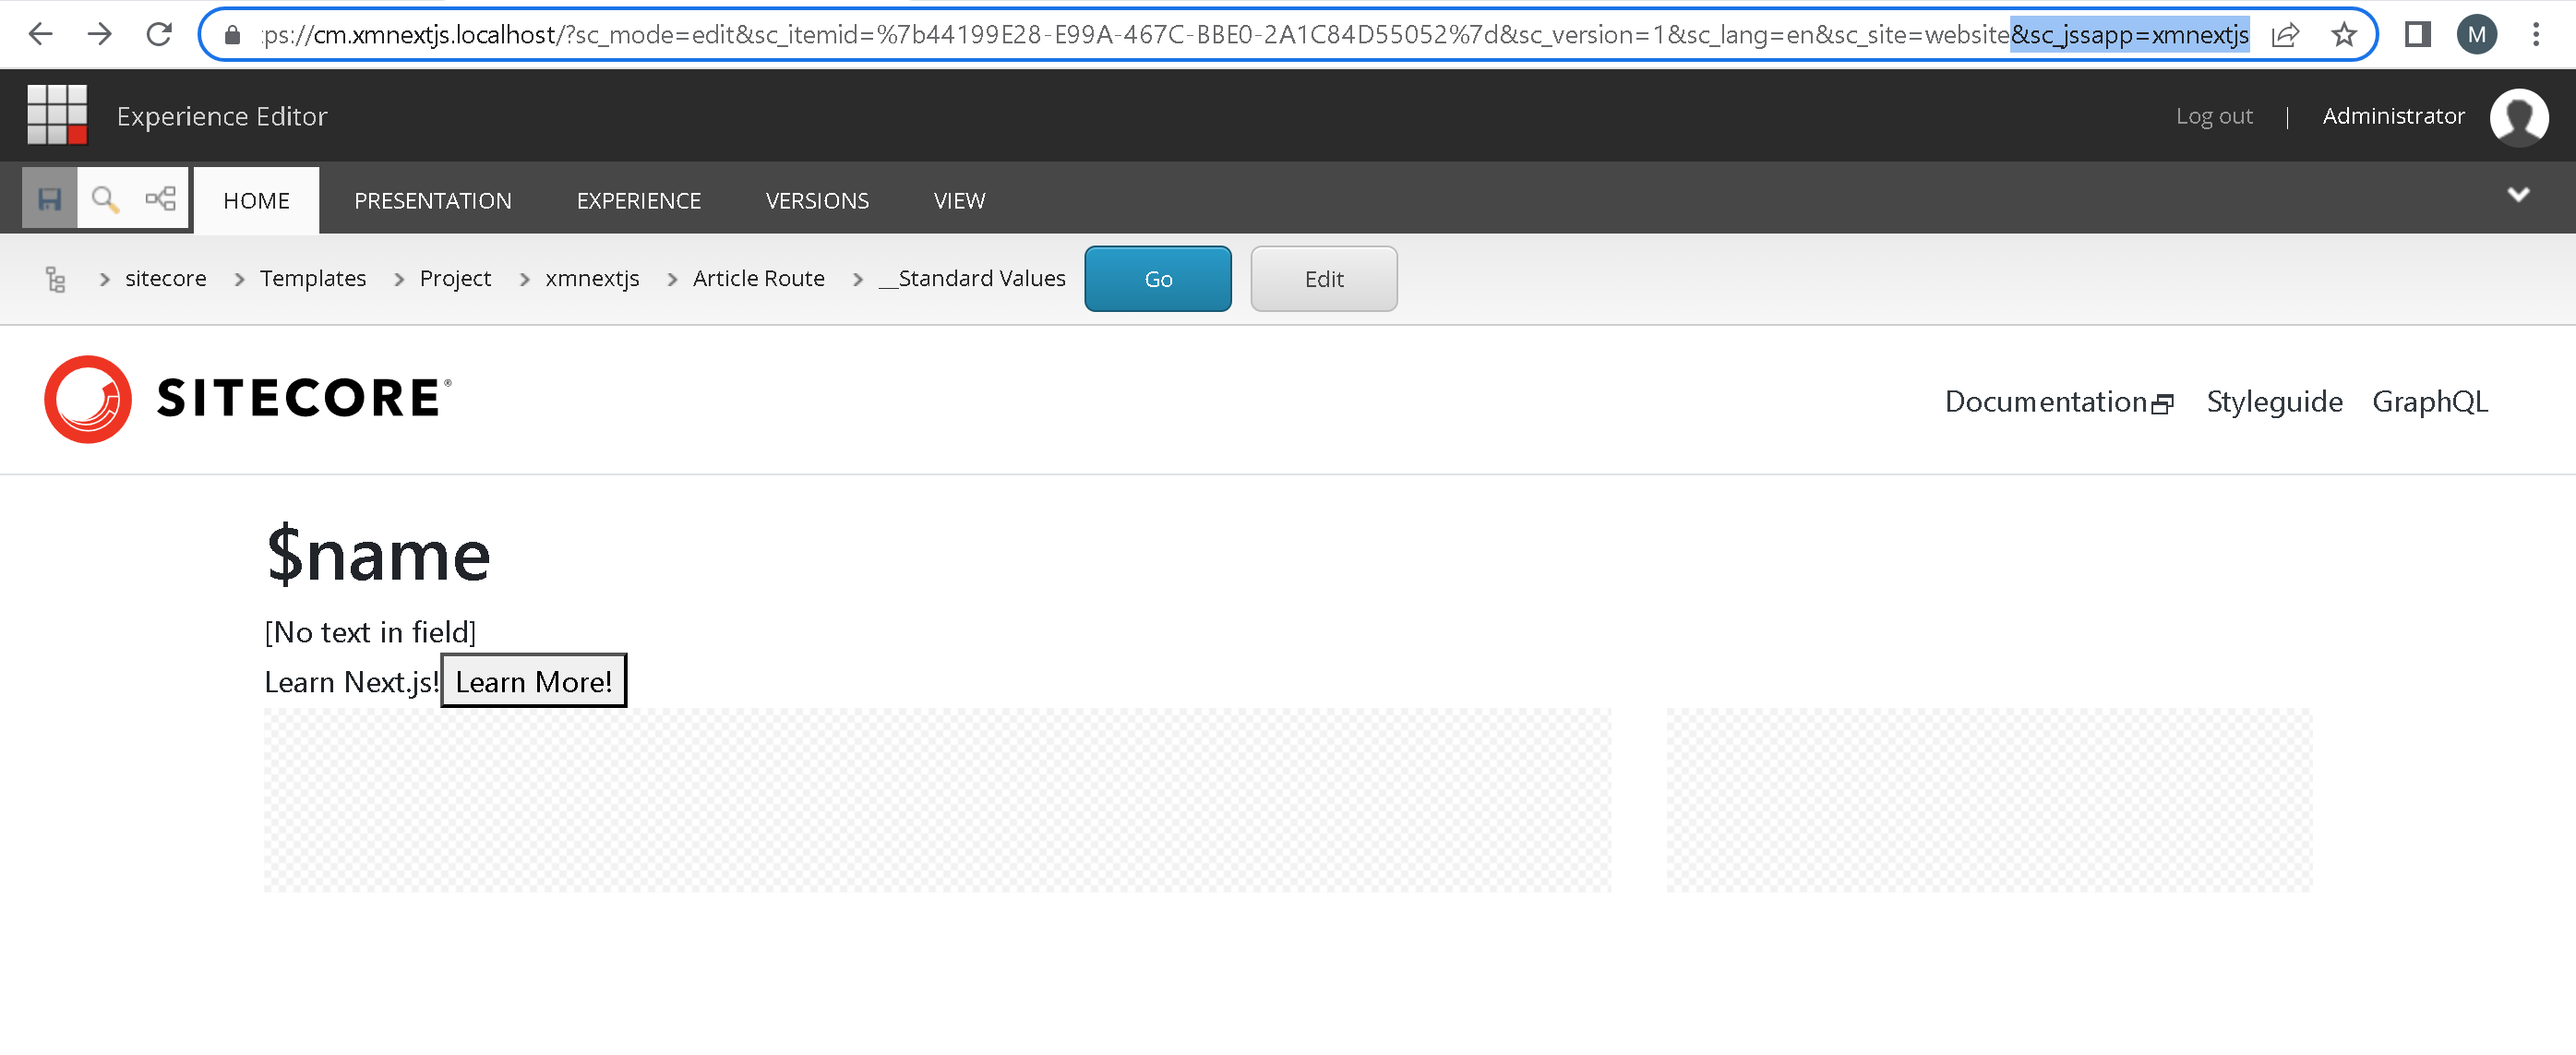 ps://cm.xmnextjs.localhost/?sc_mode=edit&sc_itemid=%7b44199E28-E99A-467C-BBE0-2A1C84D55052%7d&sc_version=1&sc_lang=en&sc_site=website&sc_jssapp=xmnextjs M
Experience Editor Log out | Administrator
HOME PRESENTATION EXPERIENCE VERSIONS VIEW
sitecore Templates Project xmnextjs Article Route __Standard Values Go Edit
SITECORE® Documentation Styleguide GraphQL
$name
[No text in field]
Learn Next.js! Learn More!